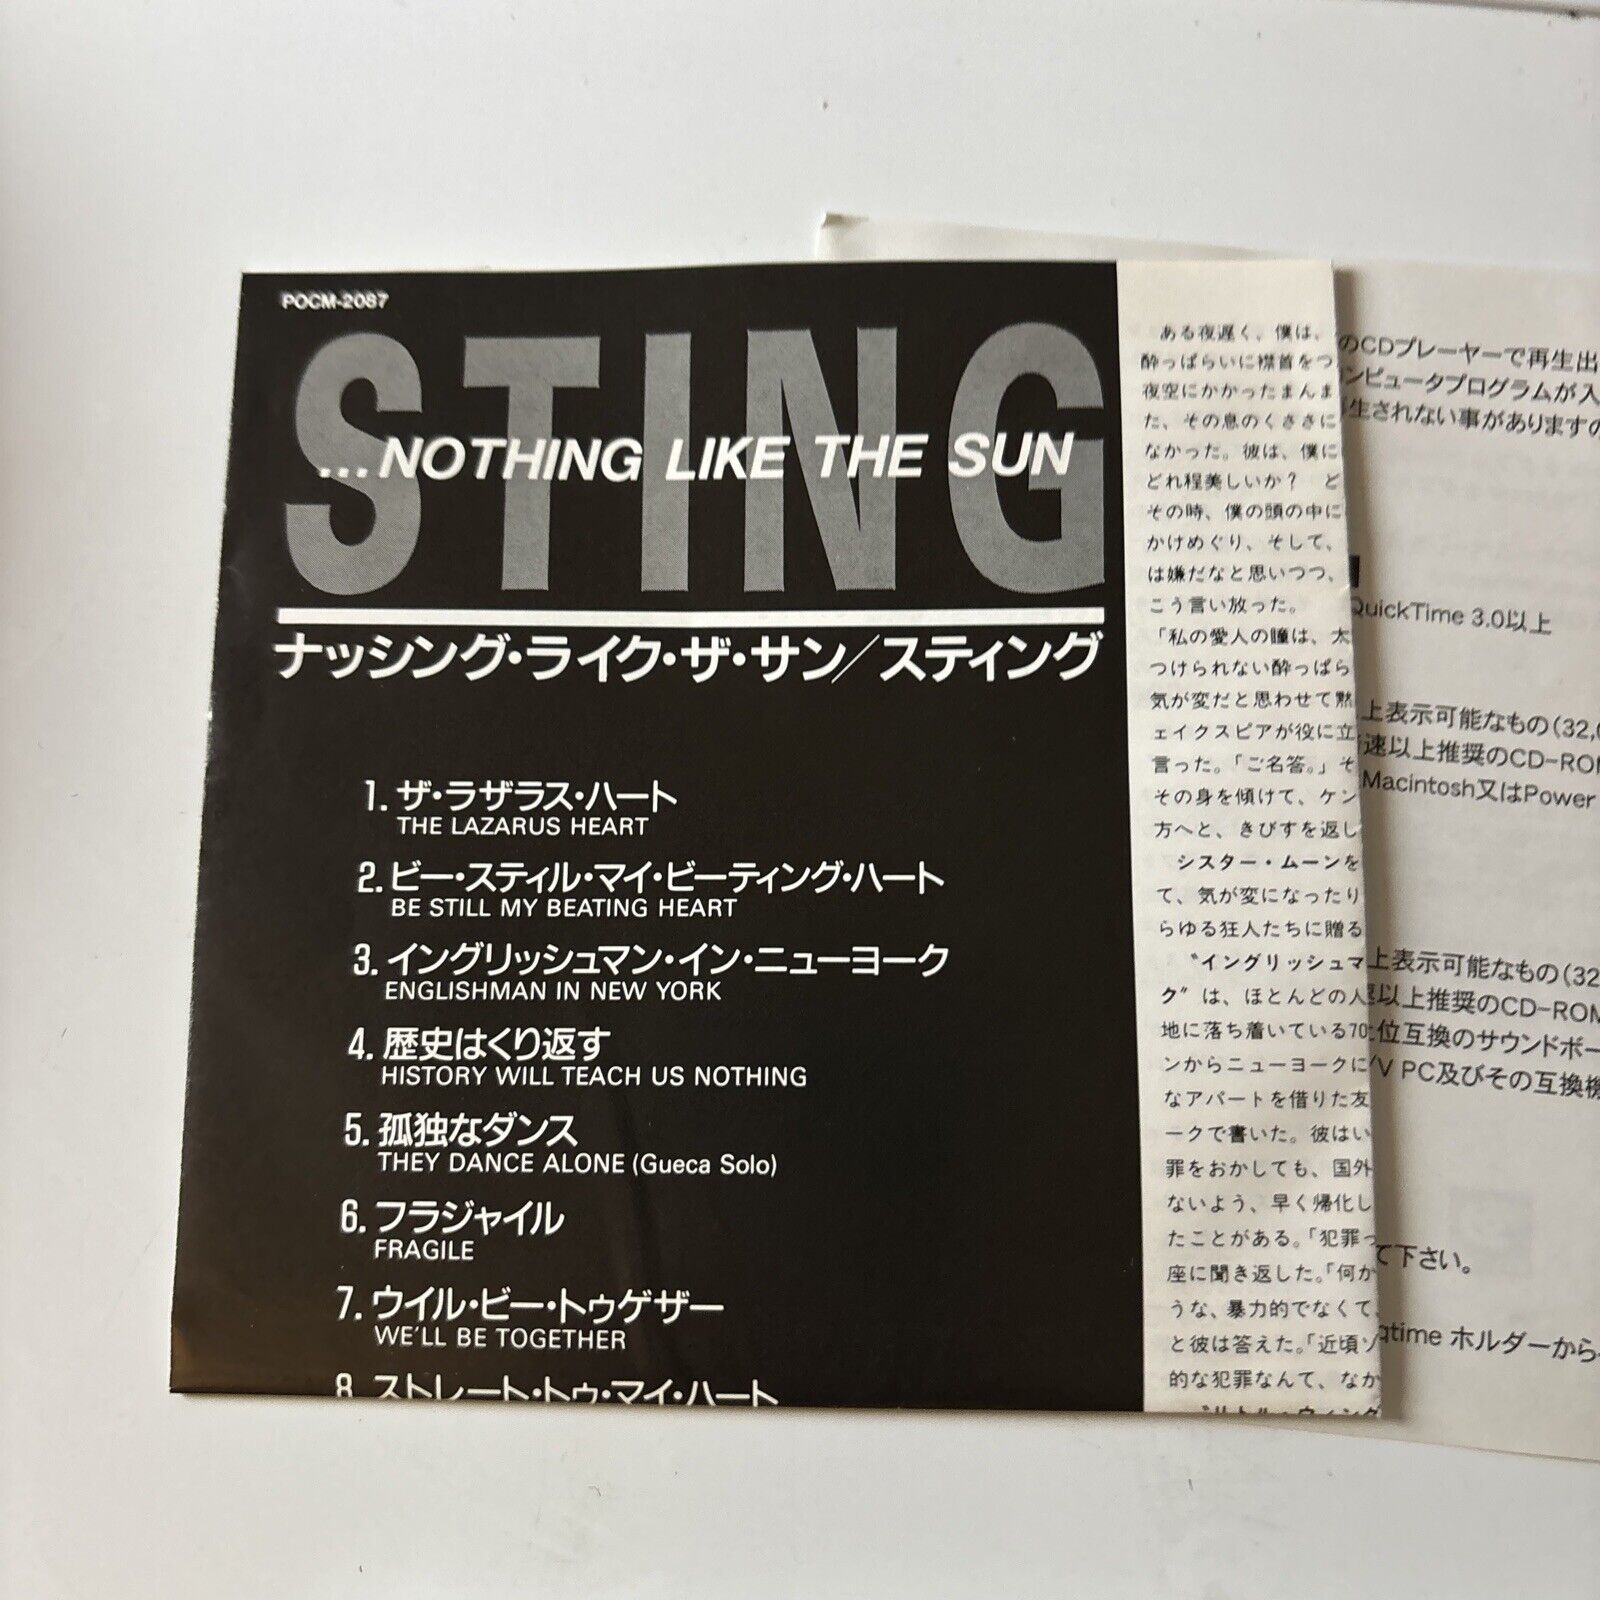 POCM-2087
STING
...NOTHING LIKE THE SUN
ナッシング・ライク・ザ・サン/スティング
1. ザ・ラザラス・ハート
THE LAZARUS HEART
2. ビー・スティル・マイ・ビーティング・ハート
BE STILL MY BEATING HEART
3. イングリッシュマン・イン・ニューヨーク
ENGLISHMAN IN NEW YORK
4. 歴史はくり返す
HISTORY WILL TEACH US NOTHING
5. 孤独なダンス
THEY DANCE ALONE (Gueca Solo)
6. フラジャイル
FRAGILE
7. ウイル・ビー・トゥゲザー
WE'LL BE TOGETHER
8 ストレート・トゥ・マイ・ハート
ある夜遅く、僕は、
酔っぱらいに襟首をつ
夜空にかかったまんま
た、その息のくささに
なかった。彼は、僕に
どれ程美しいか? ど
その時、僕の頭の中に
かけめぐり、そして、
は嫌だなと思いつつ、
こう言い放った。
「私の愛人の瞳は、太
つけられない酔っぱら
気が変だと思わせて黙
ェイクスピアが役に立
言った。「ご名答。」そ
その身を傾けて、ケン
方へと、きびすを返し
シスター・ムーンを
て、気が変になったり
らゆる狂人たちに贈る
〝イングリッシュマ
ク〟は、ほとんどの人
地に落ち着いている70
ンからニューヨークに
なアパートを借りた友
ークで書いた。彼はい
罪をおかしても、国外
ないよう、早く帰化し
たことがある。「犯罪っ
座に聞き返した。「何か
うな、暴力的でなくて、
と彼は答えた。「近頃ソ
的な犯罪なんて、なか
〝リトル・ウィング
のCDプレーヤーで再生出
ンピュータプログラムが入
生されない事がありますの
QuickTime 3.0以上
上表示可能なもの(32,
速以上推奨のCD-ROM
Macintosh又はPower
上表示可能なもの(32
以上推奨のCD-ROM
位互換のサウンドボー
/V PC及びその互換機
て下さい。
time ホルダーから